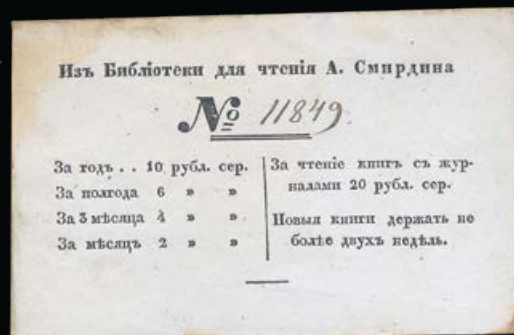 Изъ Библіотеки для чтенія А. Смирдина
№ 11849.
За годъ . . 10 рубл. сер.
За полгода 6 » »
За 3 мѣсяца 4 » »
За мѣсяцъ 2 » »
За чтеніе книгъ съ жур-
налами 20 рубл. сер.
Новыя книги держать не
болѣе двухъ недѣль.